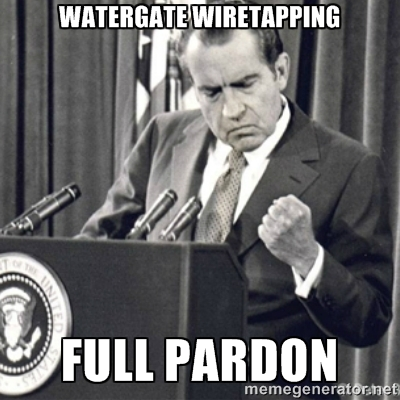 WATERGATE WIRETAPPING
FULL PARDON
memegenerator.net